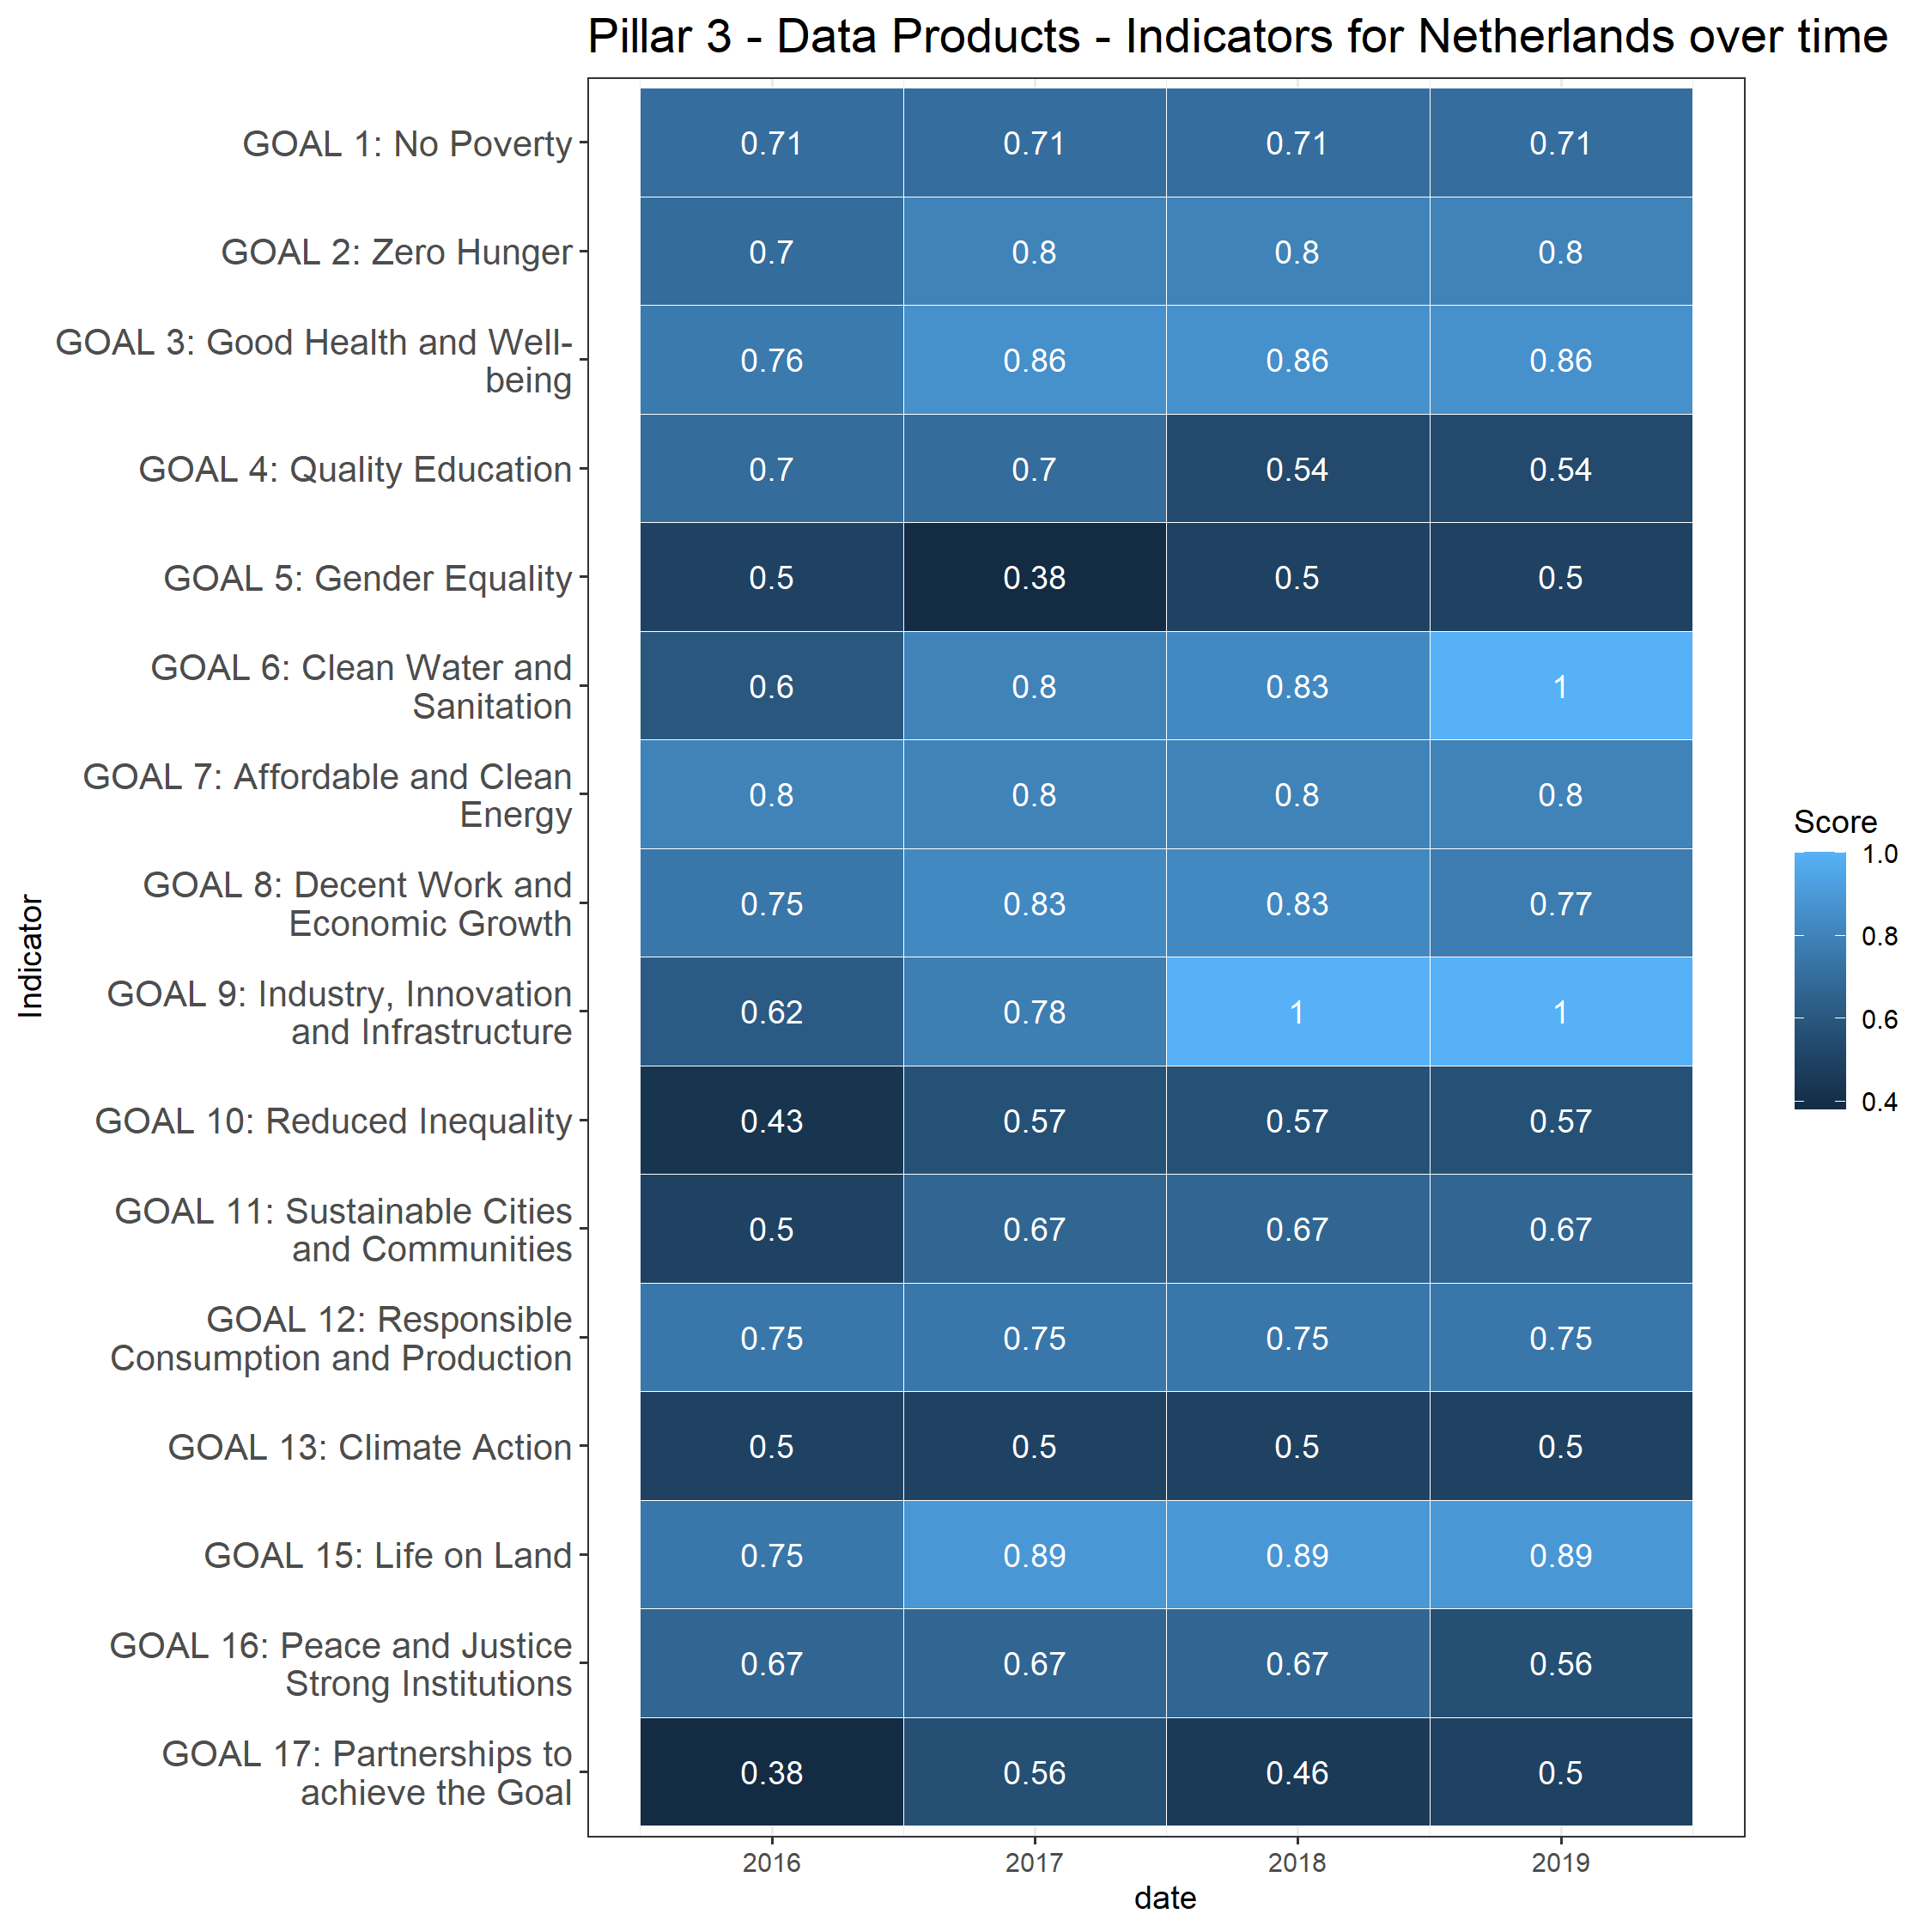 Pillar 3 - Data Products - Indicators for Netherlands over time
Indicator
GOAL 1: No Poverty
0.71 0.71 0.71 0.71
GOAL 2: Zero Hunger
0.7 0.8 0.8 0.8
GOAL 3: Good Health and Well-
being
0.76 0.86 0.86 0.86
GOAL 4: Quality Education
0.7 0.7 0.54 0.54
GOAL 5: Gender Equality
0.5 0.38 0.5 0.5
GOAL 6: Clean Water and
Sanitation
0.6 0.8 0.83 1
GOAL 7: Affordable and Clean
Energy
0.8 0.8 0.8 0.8
GOAL 8: Decent Work and
Economic Growth
0.75 0.83 0.83 0.77
GOAL 9: Industry, Innovation
and Infrastructure
0.62 0.78 1 1
GOAL 10: Reduced Inequality
0.43 0.57 0.57 0.57
GOAL 11: Sustainable Cities
and Communities
0.5 0.67 0.67 0.67
GOAL 12: Responsible
Consumption and Production
0.75 0.75 0.75 0.75
GOAL 13: Climate Action
0.5 0.5 0.5 0.5
GOAL 15: Life on Land
0.75 0.89 0.89 0.89
GOAL 16: Peace and Justice
Strong Institutions
0.67 0.67 0.67 0.56
GOAL 17: Partnerships to
achieve the Goal
0.38 0.56 0.46 0.5
2016 2017 2018 2019
date
Score
1.0
0.8
0.6
0.4